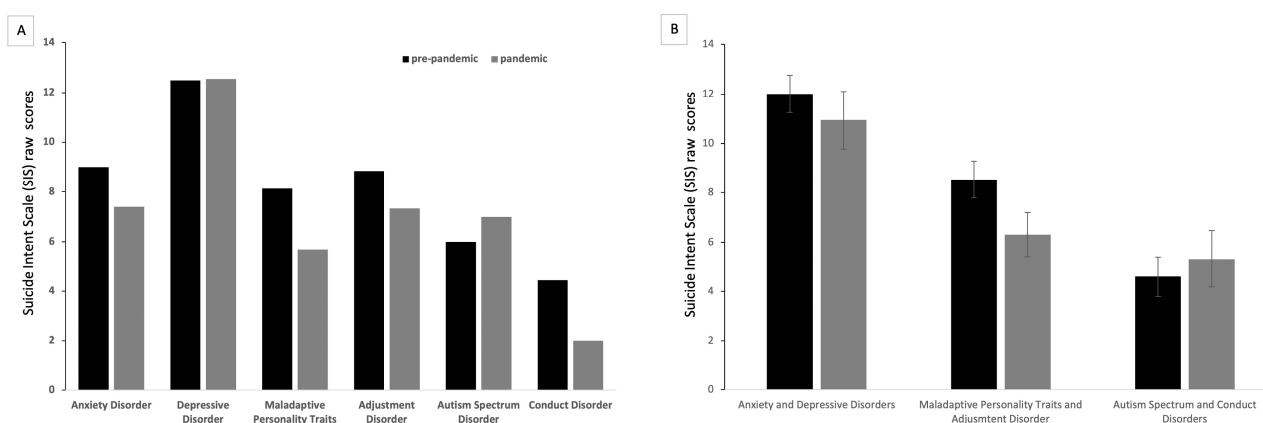 A
Suicide Intent Scale (SIS) raw scores
14
12
10
8
6
4
2
0
pre-pandemic
pandemic
Anxiety Disorder
Depressive
Disorder
Maladaptive
Personality Traits
Adjustment
Disorder
Autism Spectrum
Disorder
Conduct Disorder
B
Suicide Intent Scale (SIS) raw scores
14
12
10
8
6
4
2
0
Anxiety and Depressive Disorders
Maladaptive Personality Traits and
Adiusmtent Disorder
Autism Spectrum and Conduct
Disorders